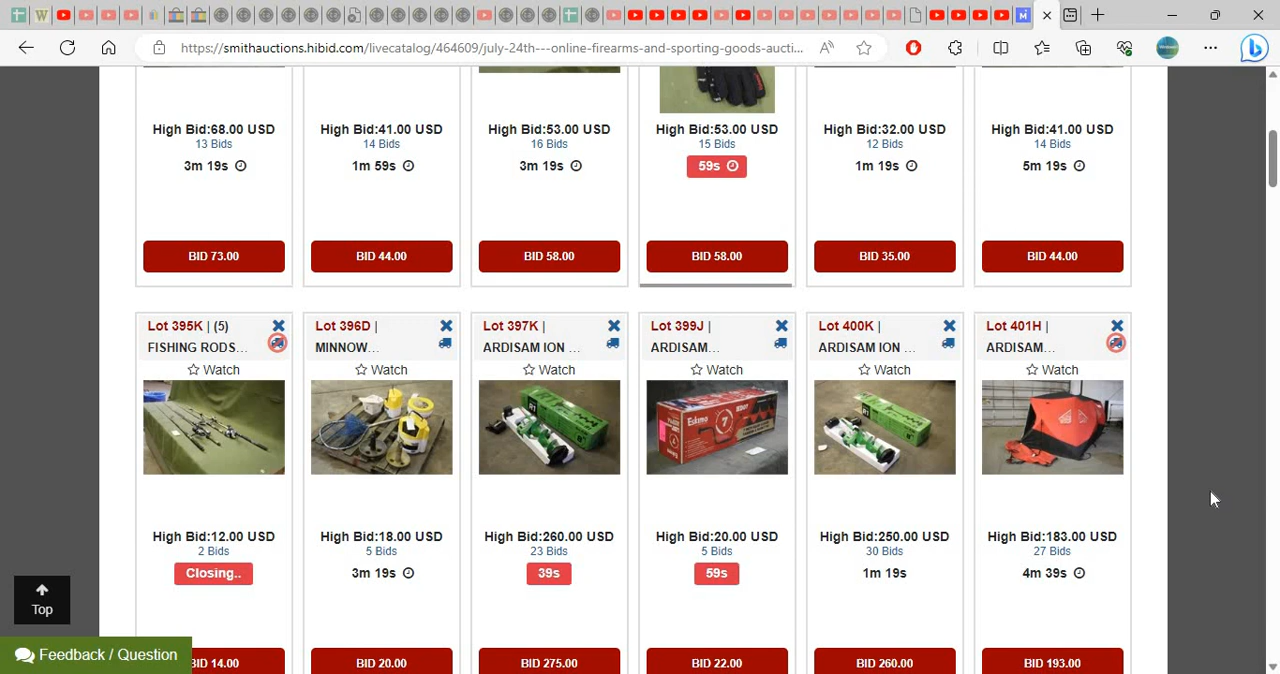 https://smithauctions.hibid.com/livecatalog/464609/july-24th---online-firearms-and-sporting-goods-aucti...
High Bid:68.00 USD
13 Bids
3m 19s
BID 73.00
High Bid:41.00 USD
14 Bids
1m 59s
BID 44.00
High Bid:53.00 USD
16 Bids
3m 19s
BID 58.00
High Bid:53.00 USD
15 Bids
59s
BID 58.00
High Bid:32.00 USD
12 Bids
1m 19s
BID 35.00
High Bid:41.00 USD
14 Bids
5m 19s
BID 44.00
Lot 395K | (5)
FISHING RODS...
Watch
High Bid:12.00 USD
2 Bids
Closing..
BID 14.00
Lot 396D |
MINNOW...
Watch
High Bid:18.00 USD
5 Bids
3m 19s
BID 20.00
Lot 397K |
ARDISAM ION ...
Watch
High Bid:260.00 USD
23 Bids
39s
BID 275.00
Lot 399J |
ARDISAM...
Watch
Eskimo
High Bid:20.00 USD
5 Bids
59s
BID 22.00
Lot 400K |
ARDISAM ION ...
Watch
High Bid:250.00 USD
30 Bids
1m 19s
BID 260.00
Lot 401H |
ARDISAM...
Watch
High Bid:183.00 USD
27 Bids
4m 39s
BID 193.00
Top
Feedback / Question